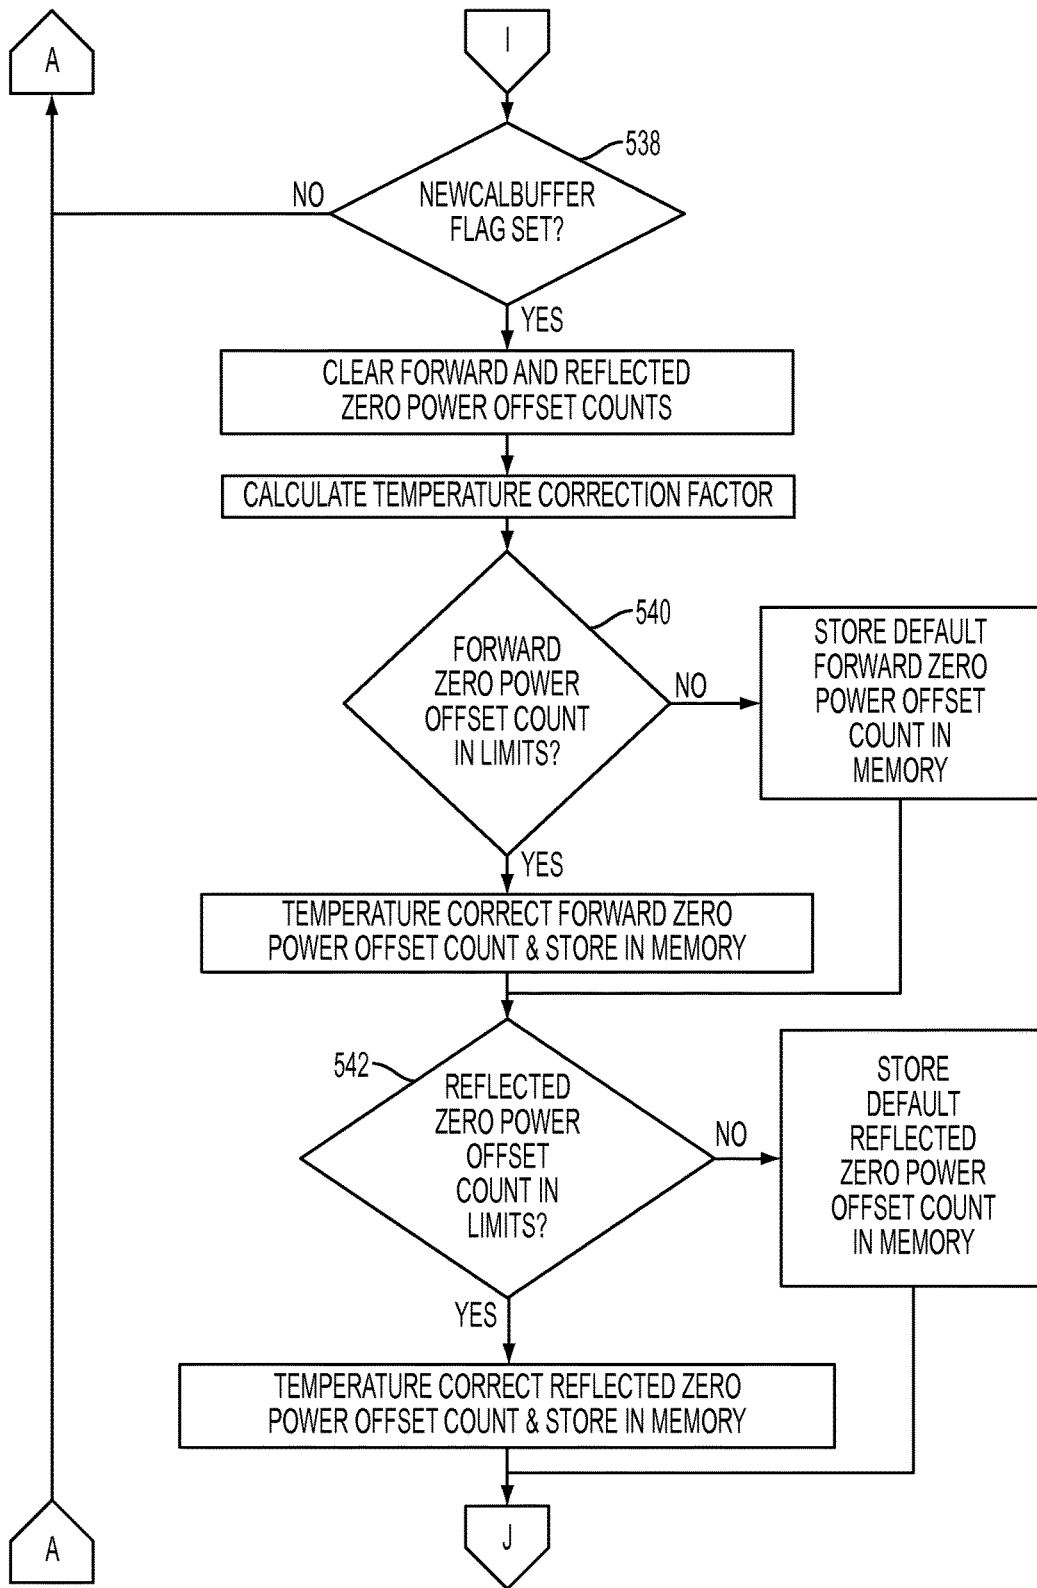 A
I
538
NO
NEWCALBUFFER
FLAG SET?
YES
CLEAR FORWARD AND REFLECTED
ZERO POWER OFFSET COUNTS
CALCULATE TEMPERATURE CORRECTION FACTOR
540
FORWARD
ZERO POWER
OFFSET COUNT
IN LIMITS?
NO
STORE DEFAULT
FORWARD ZERO
POWER OFFSET
COUNT IN
MEMORY
YES
TEMPERATURE CORRECT FORWARD ZERO
POWER OFFSET COUNT & STORE IN MEMORY
542
REFLECTED
ZERO POWER
OFFSET
COUNT IN
LIMITS?
NO
STORE
DEFAULT
REFLECTED
ZERO POWER
OFFSET COUNT
IN MEMORY
YES
TEMPERATURE CORRECT REFLECTED ZERO
POWER OFFSET COUNT & STORE IN MEMORY
A
J